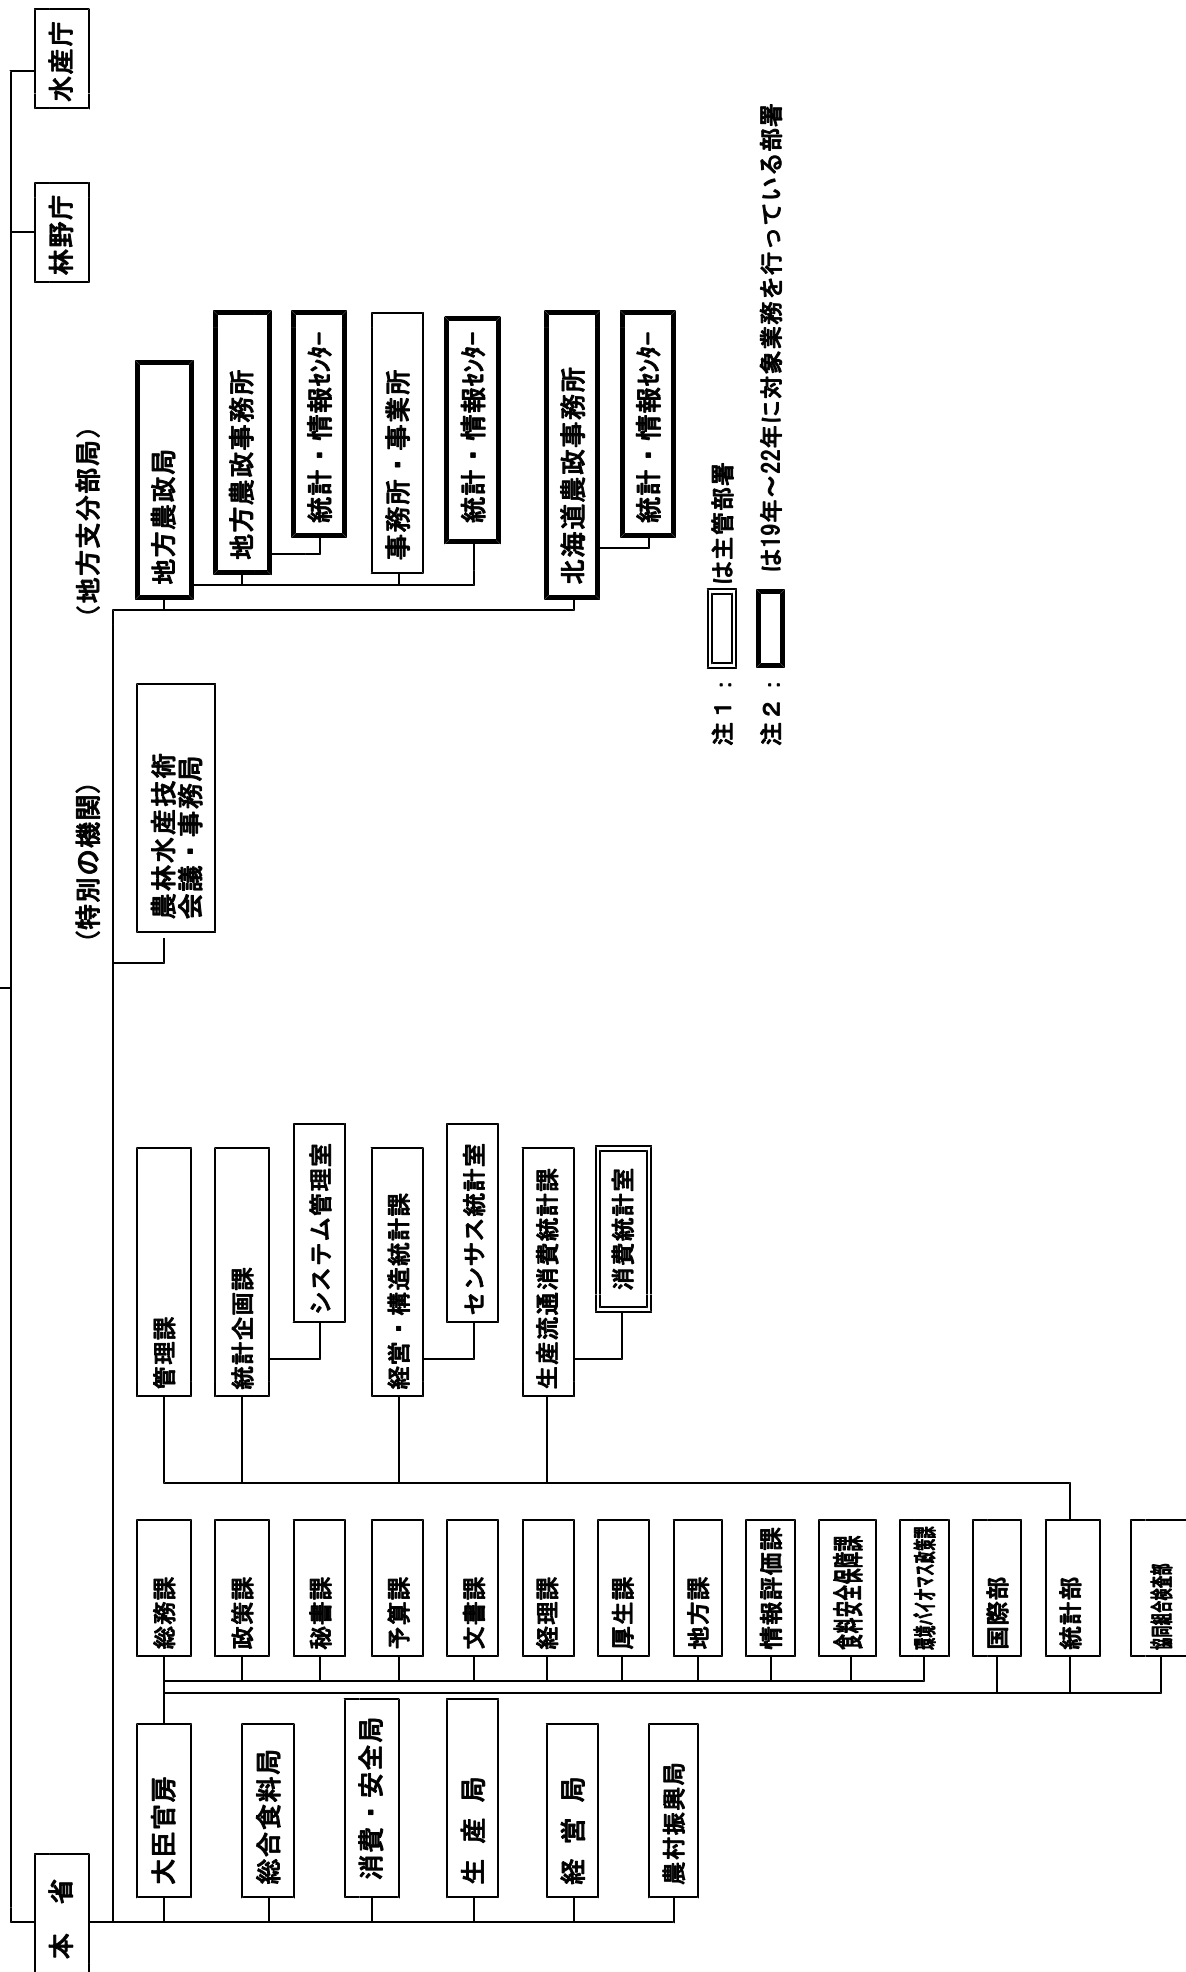 本　省
林野庁
水産庁
（特別の機関）
（地方支分部局）
大臣官房
総合食料局
消費・安全局
生 産 局
経 営 局
農村振興局
総務課
政策課
秘書課
予算課
文書課
経理課
厚生課
地方課
情報評価課
食料安全保障課
環境ﾊﾞｲｵﾏｽ政策課
国際部
統計部
協同組合検査部
管理課
統計企画課
システム管理室
経営・構造統計課
センサス統計室
生産流通消費統計課
消費統計室
農林水産技術
会議・事務局
地方農政局
地方農政事務所
統計・情報ｾﾝﾀｰ
事務所・事業所
統計・情報ｾﾝﾀｰ
北海道農政事務所
統計・情報ｾﾝﾀｰ
注１：　　は主管部署
注２：　　は19年～22年に対象業務を行っている部署